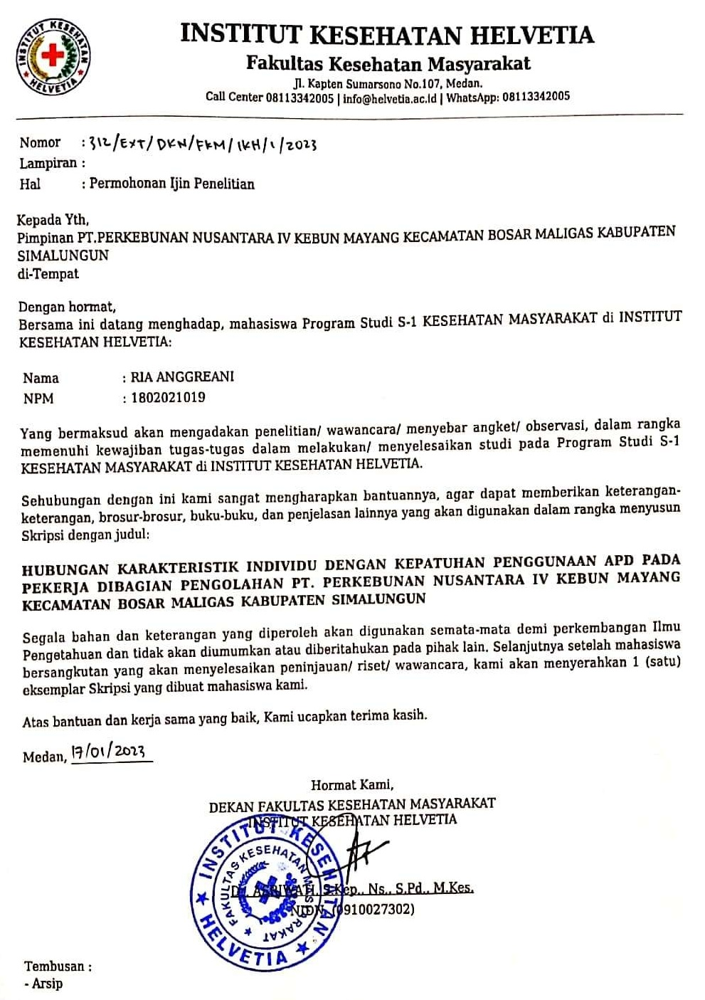 INSTITUT KESEHATAN
HELVETIA
INSTITUT KESEHATAN HELVETIA
Fakultas Kesehatan Masyarakat
Jl. Kapten Sumarsono No.107, Medan.
Call Center 08113342005 | info@helvetia.ac.id | WhatsApp: 08113342005
Nomor : 312/EXT/DKN/FKM/IKH/1/2023
Lampiran :
Hal : Permohonan Ijin Penelitian
Kepada Yth,
Pimpinan PT.PERKEBUNAN NUSANTARA IV KEBUN MAYANG KECAMATAN BOSAR MALIGAS KABUPATEN
SIMALUNGUN
di-Tempat
Dengan hormat,
Bersama ini datang menghadap, mahasiswa Program Studi S-1 KESEHATAN MASYARAKAT di INSTITUT
KESEHATAN HELVETIA:
Nama : RIA ANGGREANI
NPM : 1802021019
Yang bermaksud akan mengadakan penelitian/ wawancara/ menyebar angket/ observasi, dalam rangka
memenuhi kewajiban tugas-tugas dalam melakukan/ menyelesaikan studi pada Program Studi S-1
KESEHATAN MASYARAKAT di INSTITUT KESEHATAN HELVETIA.
Sehubungan dengan ini kami sangat mengharapkan bantuannya, agar dapat memberikan keterangan-
keterangan, brosur-brosur, buku-buku, dan penjelasan lainnya yang akan digunakan dalam rangka menyusun
Skripsi dengan judul:
HUBUNGAN KARAKTERISTIK INDIVIDU DENGAN KEPATUHAN PENGGUNAAN APD PADA
PEKERJA DIBAGIAN PENGOLAHAN PT. PERKEBUNAN NUSANTARA IV KEBUN MAYANG
KECAMATAN BOSAR MALIGAS KABUPATEN SIMALUNGUN
Segala bahan dan keterangan yang diperoleh akan digunakan semata-mata demi perkembangan Ilmu
Pengetahuan dan tidak akan diumumkan atau diberitahukan pada pihak lain. Selanjutnya setelah mahasiswa
bersangkutan yang akan menyelesaikan peninjauan/ riset/ wawancara, kami akan menyerahkan 1 (satu)
eksemplar Skripsi yang dibuat mahasiswa kami.
Atas bantuan dan kerja sama yang baik, Kami ucapkan terima kasih.
Medan, 17/01/2023
Hormat Kami,
DEKAN FAKULTAS KESEHATAN MASYARAKAT
INSTITUT KESEHATAN HELVETIA
INSTITUT KESEHATAN
HELVETIA
FAKULTAS KESEHATAN MASYARAKAT
ASRIWATI, S.Kep., Ns., S.Pd., M.Kes.
NIDN. (0910027302)
Tembusan :
- Arsip